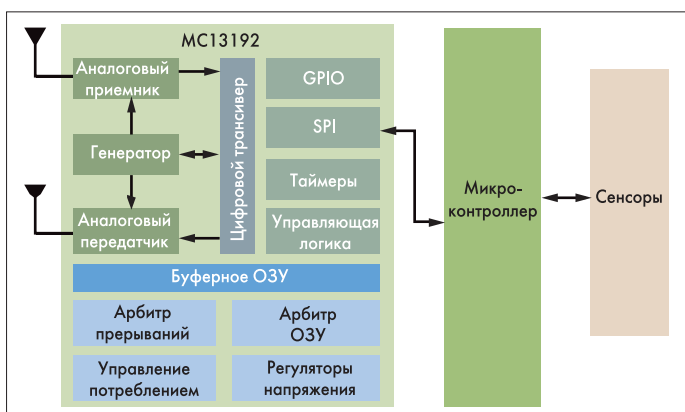 MC13192
Аналоговый
приемник
Генератор
Аналоговый
передатчик
Цифровой трансивер
GPIO
SPI
Таймеры
Управляющая
логика
Буферное ОЗУ
Арбитр
прерываний
Арбитр
ОЗУ
Управление
потреблением
Регуляторы
напряжения
Микро-
контроллер
Сенсоры